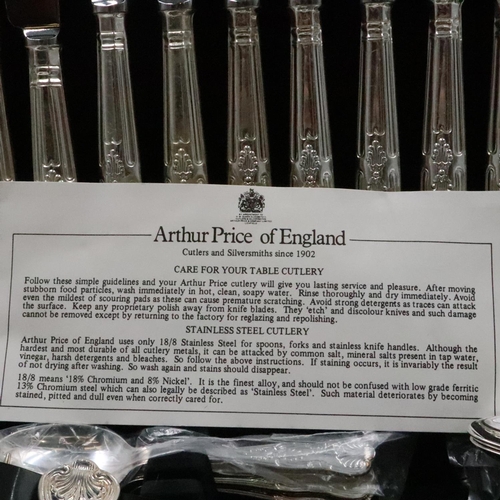 Arthur Price of England
Cutlers and Silversmiths since 1902
CARE FOR YOUR TABLE CUTLERY
Follow these simple guidelines and your Arthur Price cutlery will give you lasting service and pleasure. After moving
stubborn food particles, wash immediately in hot, clean, soapy water. Rinse thoroughly and dry immediately. Avoid
even the mildest of scouring pads as these can cause premature scratching. Avoid strong detergents as traces can attack
the surface. Keep any proprietary polish away from knife blades. They 'etch' and discolour knives and such damage
cannot be removed except by returning to the factory for reglazing and repolishing.
STAINLESS STEEL CUTLERY
Arthur Price of England uses only 18/8 Stainless Steel for spoons, forks and stainless knife handles. Although the
hardest and most durable of all cutlery metals, it can be attacked by common salt, mineral salts present in tap water,
vinegar, harsh detergents and bleaches. So follow the above instructions. If staining occurs, it is invariably the result
of not drying after washing. So wash again and stains should disappear.
18/8 means '18% Chromium and 8% Nickel'. It is the finest alloy, and should not be confused with low grade ferritic
13% Chromium steel which can also legally be described as 'Stainless Steel'. Such material deteriorates by becoming
stained, pitted and dull even when correctly cared for.